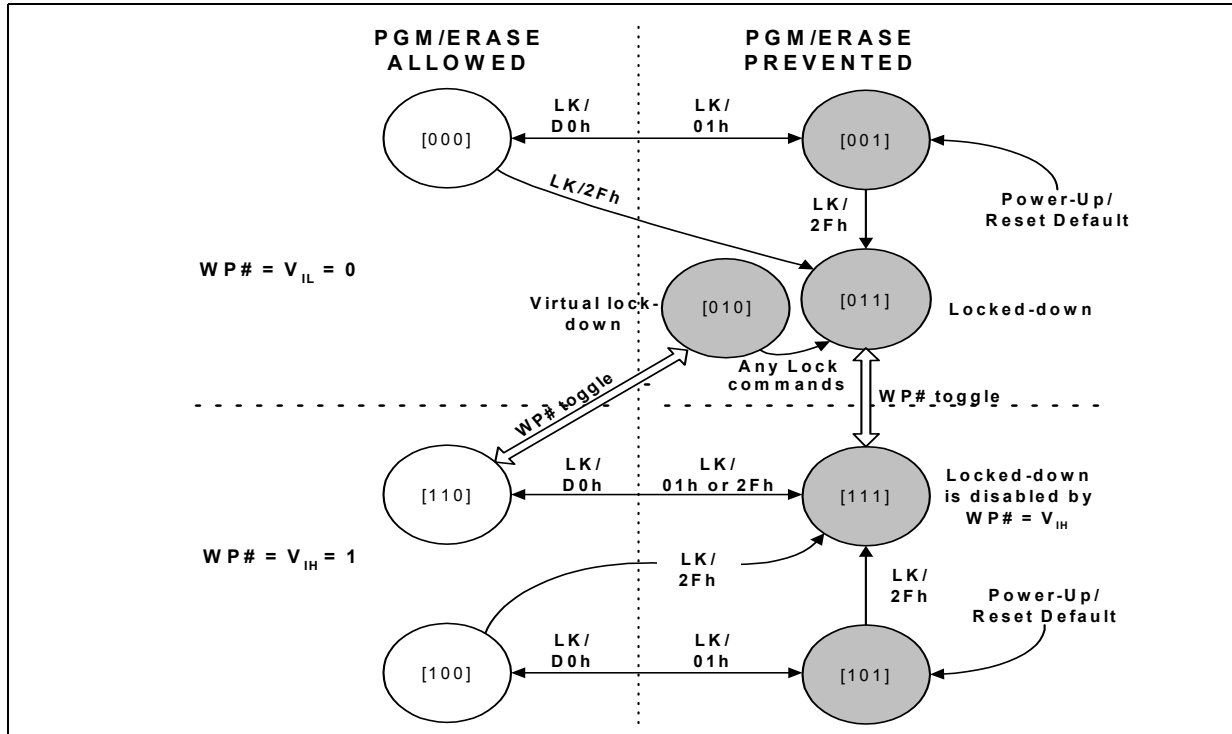 PGM/ERASE
ALLOWED
PGM/ERASE
PREVENTED
LK/
D0h
LK/
01h
[000]
[001]
LK/2Fh
LK/
2Fh
Power-Up/
Reset Default
WP# = VIL = 0
Virtual lock-
down
[010]
[011]
Locked-down
Any Lock
commands
WP# toggle
WP# toggle
LK/
D0h
LK/
01h or 2Fh
[110]
[111]
Locked-down
is disabled by
WP# = VIH
WP# = VIH = 1
LK/
2Fh
LK/
2Fh
Power-Up/
Reset Default
LK/
D0h
LK/
01h
[100]
[101]